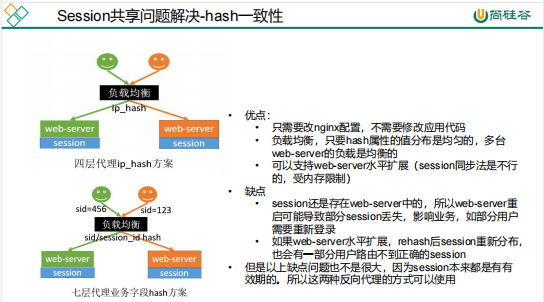 Session共享问题解决-hash一致性
尚硅谷
负载均衡
ip_hash
web-server
session
web-server
session
四层代理ip_hash方案
sid=456
sid=123
负载均衡
sid/session_id hash
web-server
session
web-server
session
七层代理业务字段hash方案
• 优点：
• 只需要改nginx配置，不需要修改应用代码
• 负载均衡，只要hash属性的值分布是均匀的，多台
web-server的负载是均衡的
• 可以支持web-server水平扩展（session同步法是不行
的，受内存限制）
• 缺点
• session还是存在web-server中的，所以web-server重
启可能导致部分session丢失，影响业务，如部分用户
需要重新登录
• 如果web-server水平扩展，rehash后session重新分布，
也会有一部分用户路由不到正确的session
• 但是以上缺点问题也不是很大，因为session本来都是有有
效期的。所以这两种反向代理的方式可以使用